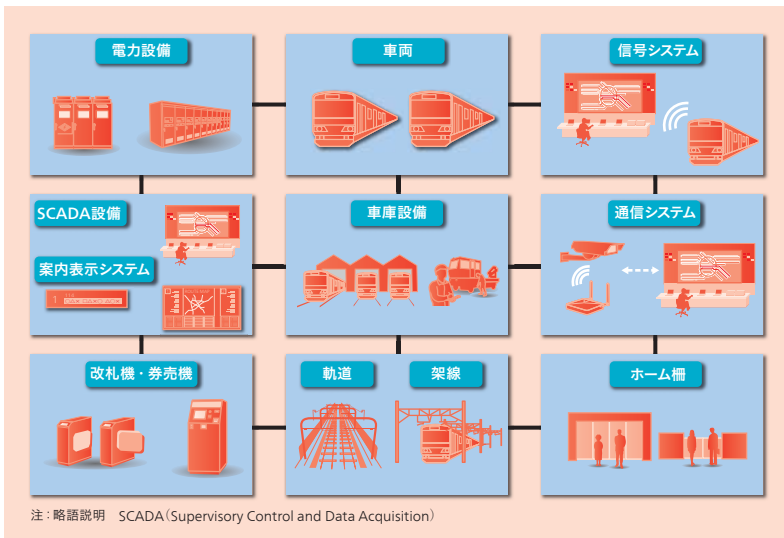 電力設備
車両
信号システム
SCADA設備
案内表示システム
車庫設備
通信システム
改札機・券売機
軌道
架線
ホーム柵
注：略語説明　SCADA（Supervisory Control and Data Acquisition）